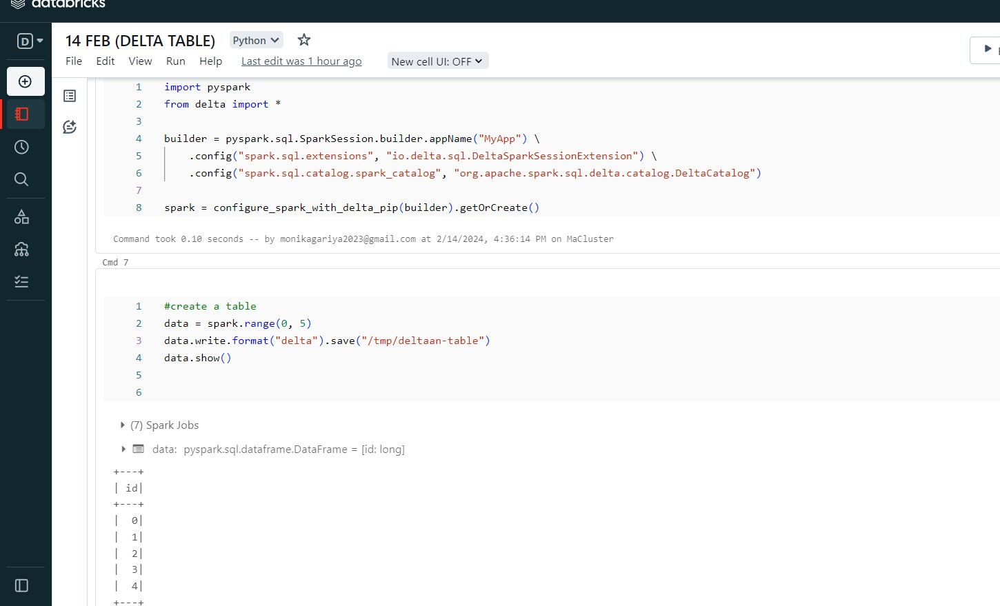 databricks
D
14 FEB (DELTA TABLE) Python
File Edit View Run Help Last edit was 1 hour ago New cell UI: OFF
1 import pyspark
2 from delta import *
3
4 builder = pyspark.sql.SparkSession.builder.appName("MyApp") \
5 .config("spark.sql.extensions", "io.delta.sql.DeltaSparkSessionExtension") \
6 .config("spark.sql.catalog.spark_catalog", "org.apache.spark.sql.delta.catalog.DeltaCatalog")
7
8 spark = configure_spark_with_delta_pip(builder).getOrCreate()
Command took 0.10 seconds -- by monikagariya2023@gmail.com at 2/14/2024, 4:36:14 PM on MaCluster
Cmd 7
1 #create a table
2 data = spark.range(0, 5)
3 data.write.format("delta").save("/tmp/deltaan-table")
4 data.show()
5
6
(7) Spark Jobs
data: pyspark.sql.dataframe.DataFrame = [id: long]
+---+
| id|
+---+
| 0|
| 1|
| 2|
| 3|
| 4|
+---+